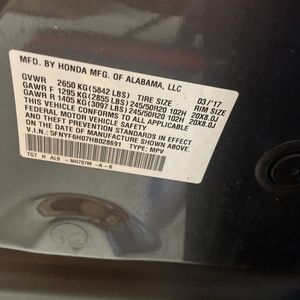 MFD. BY HONDA MFG. OF ALABAMA, LLC
03/'17
GVWR 2650 KG (5842 LBS) TIRE SIZE RIM SIZE
GAWR F 1295 KG (2855 LBS) 245/50R20 102H 20X8.0J
GAWR R 1405 KG (3097 LBS) 245/50R20 102H 20X8.0J
THIS VEHICLE CONFORMS TO ALL APPLICABLE
FEDERAL MOTOR VEHICLE SAFETY, BUMPER,
AND THEFT PREVENTION STANDARDS IN EFFECT
ON THE DATE OF MANUFACTURE SHOWN ABOVE.
V.I.N.: 5FNYF6H07HB028691 TYPE: MPV
TG7 H AL9 - NH797M -A -B